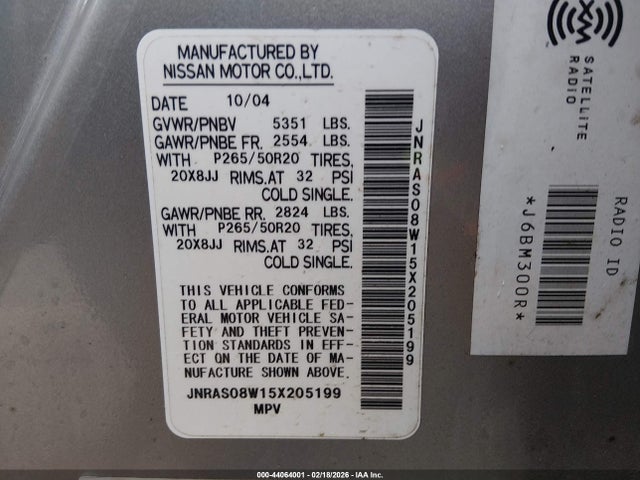 MANUFACTURED BY
NISSAN MOTOR CO.,LTD.
DATE 10/04
GVWR/PNBV 5351 LBS.
GAWR/PNBE FR. 2554 LBS.
WITH P265/50R20 TIRES,
20X8JJ RIMS.AT 32 PSI
COLD SINGLE.
GAWR/PNBE RR. 2824 LBS.
WITH P265/50R20 TIRES,
20X8JJ RIMS.AT 32 PSI
COLD SINGLE.
THIS VEHICLE CONFORMS
TO ALL APPLICABLE FED-
ERAL MOTOR VEHICLE SA-
FETY AND THEFT PREVEN-
TION STANDARDS IN EFF-
ECT ON THE DATE OF MA-
NUFACTURE SHOWN ABOVE.
JNRAS08W15X205199
MPV
JNRAS08W15X205199
XM
SATELLITE
RADIO
RADIO ID
*J6BM300R*
000-44064001 - 02/18/2026 - IAA Inc.